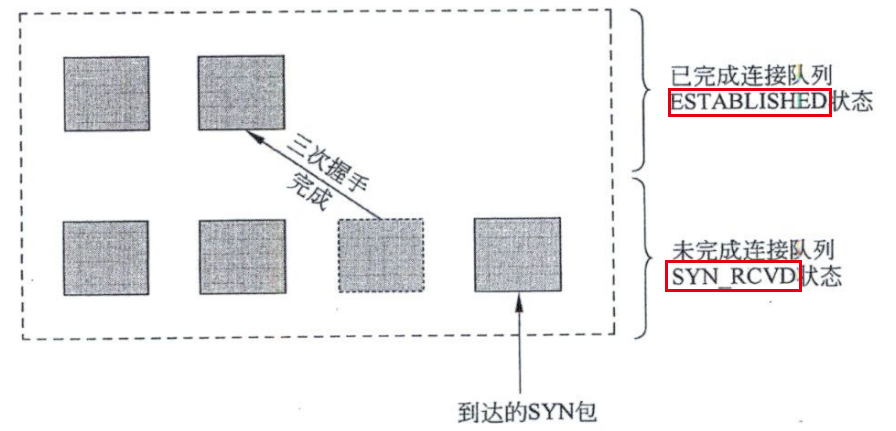 已完成连接队列
ESTABLISHED状态
三次握手
完成
未完成连接队列
SYN_RCVD状态
到达的SYN包